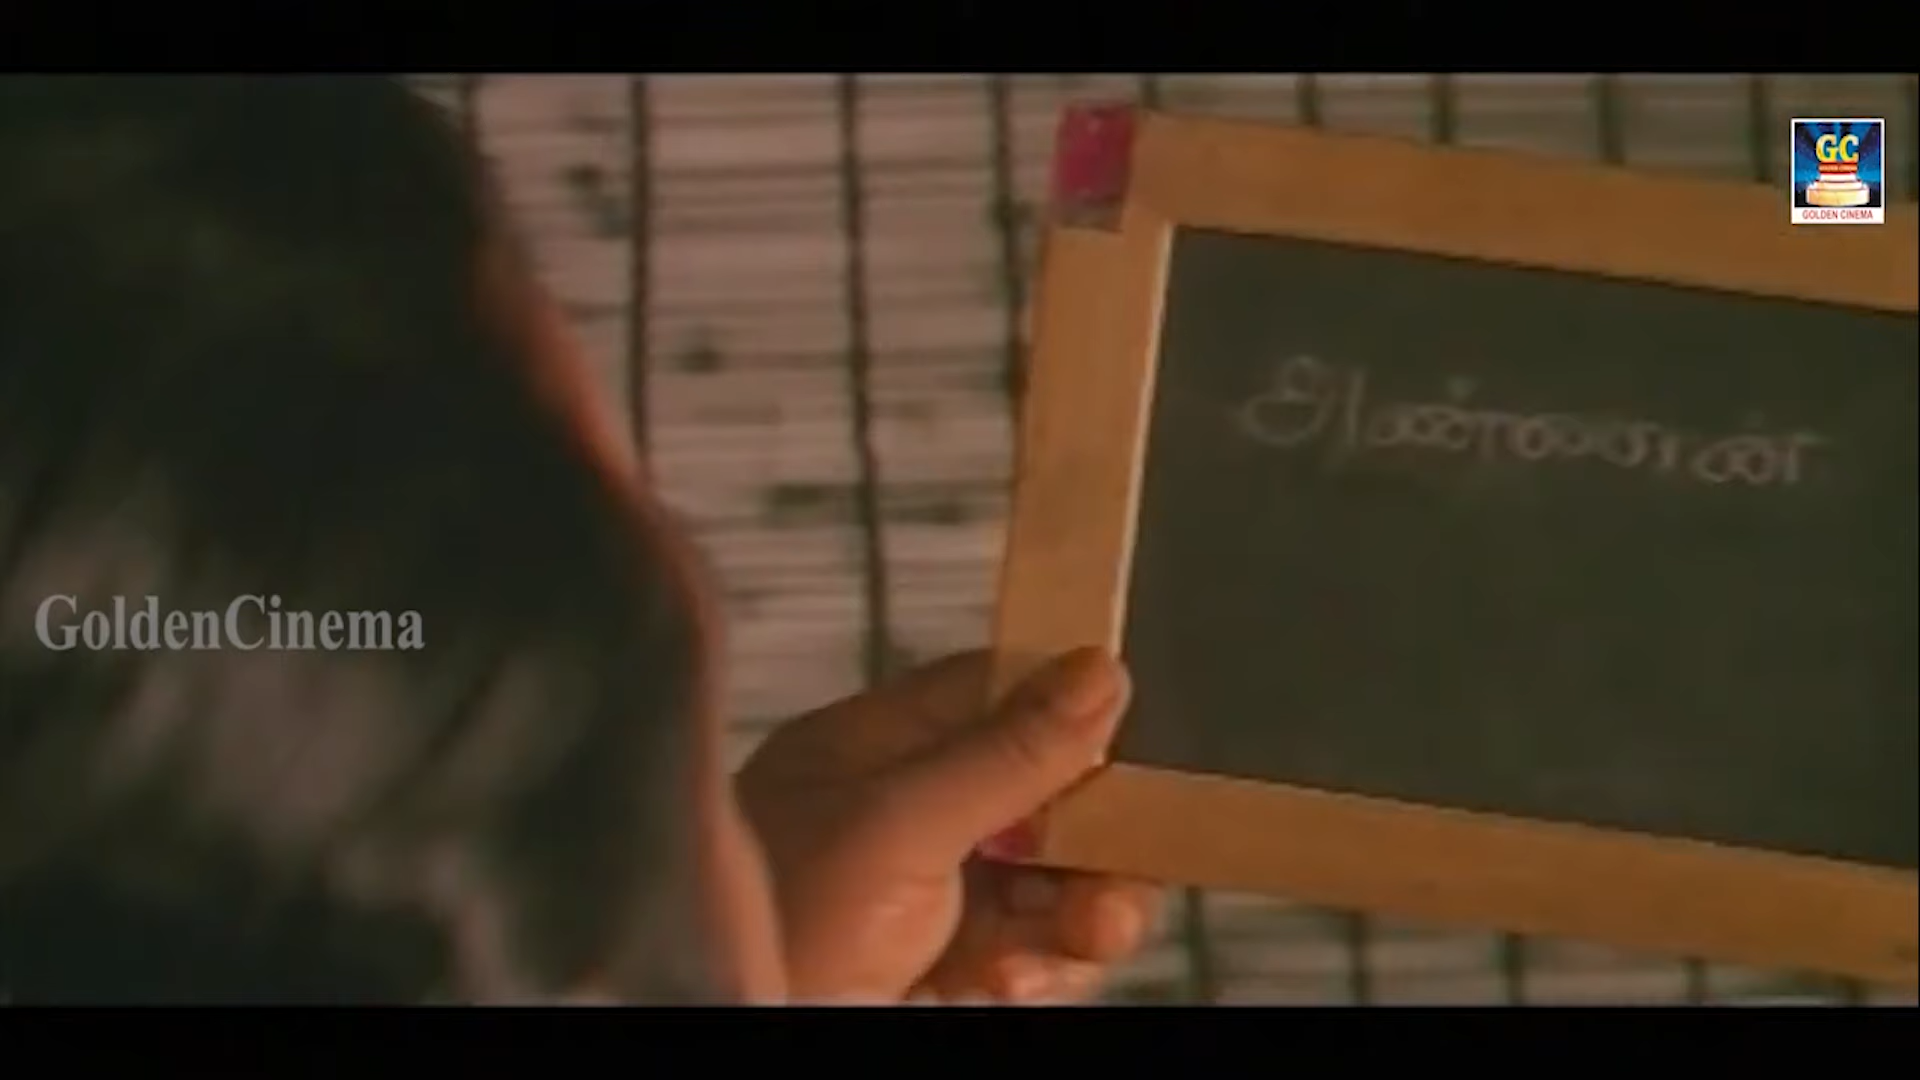 GC
GOLDEN CINEMA
அண்ணன்
GoldenCinema